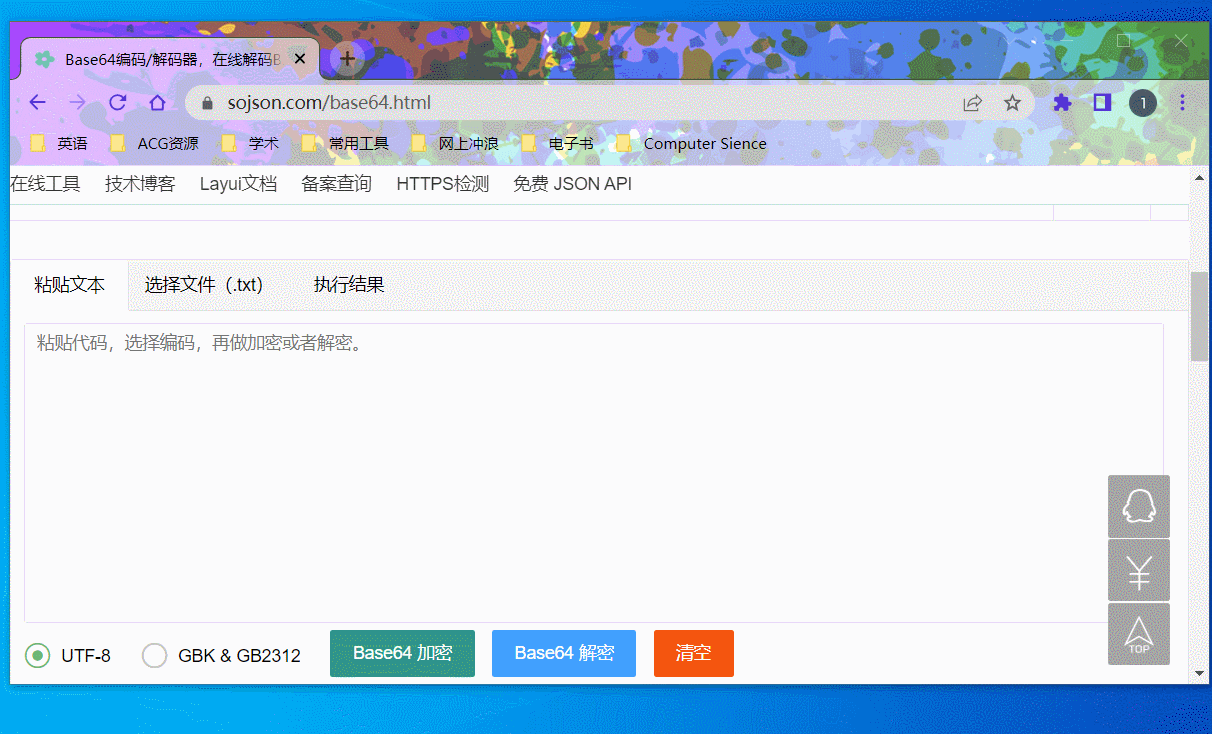 Base64编码/解码器，在线解码B
sojson.com/base64.html
1
英语 ACG资源 学术 常用工具 网上冲浪 电子书 Computer Sience
在线工具 技术博客 Layui文档 备案查询 HTTPS检测 免费 JSON API
粘贴文本 选择文件（.txt） 执行结果
粘贴代码，选择编码，再做加密或者解密。
TOP
UTF-8 GBK & GB2312 Base64 加密 Base64 解密 清空